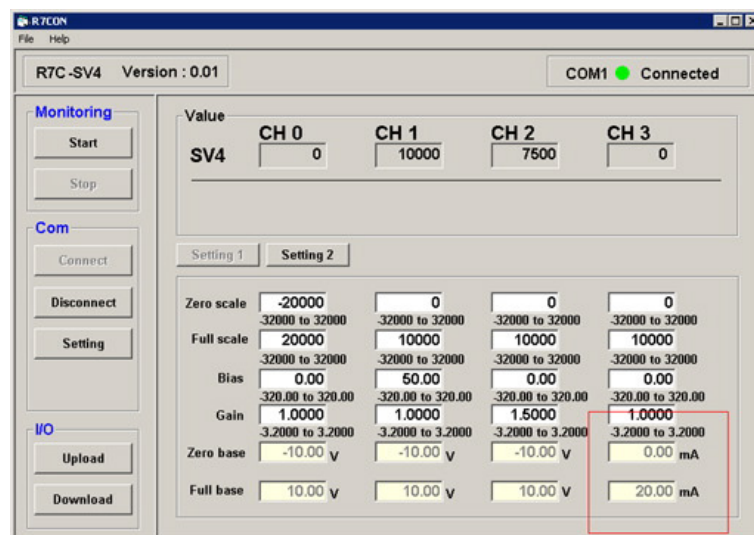 R7CON
File Help
R7C-SV4 Version : 0.01
COM1 Connected
Monitoring
Start
Stop
Com
Connect
Disconnect
Setting
I/O
Upload
Download
Value
CH 0 CH 1 CH 2 CH 3
SV4 0 10000 7500 0
Setting 1 Setting 2
Zero scale -20000 0 0 0
-32000 to 32000 -32000 to 32000 -32000 to 32000 -32000 to 32000
Full scale 20000 10000 10000 10000
-32000 to 32000 -32000 to 32000 -32000 to 32000 -32000 to 32000
Bias 0.00 50.00 0.00 0.00
-320.00 to 320.00 -320.00 to 320.00 -320.00 to 320.00 -320.00 to 320.00
Gain 1.0000 1.0000 1.5000 1.0000
-3.2000 to 3.2000 -3.2000 to 3.2000 -3.2000 to 3.2000 -3.2000 to 3.2000
Zero base -10.00 V -10.00 V -10.00 V 0.00 mA
Full base 10.00 V 10.00 V 10.00 V 20.00 mA